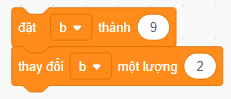 đặt b thành 9
thay đổi b một lượng 2